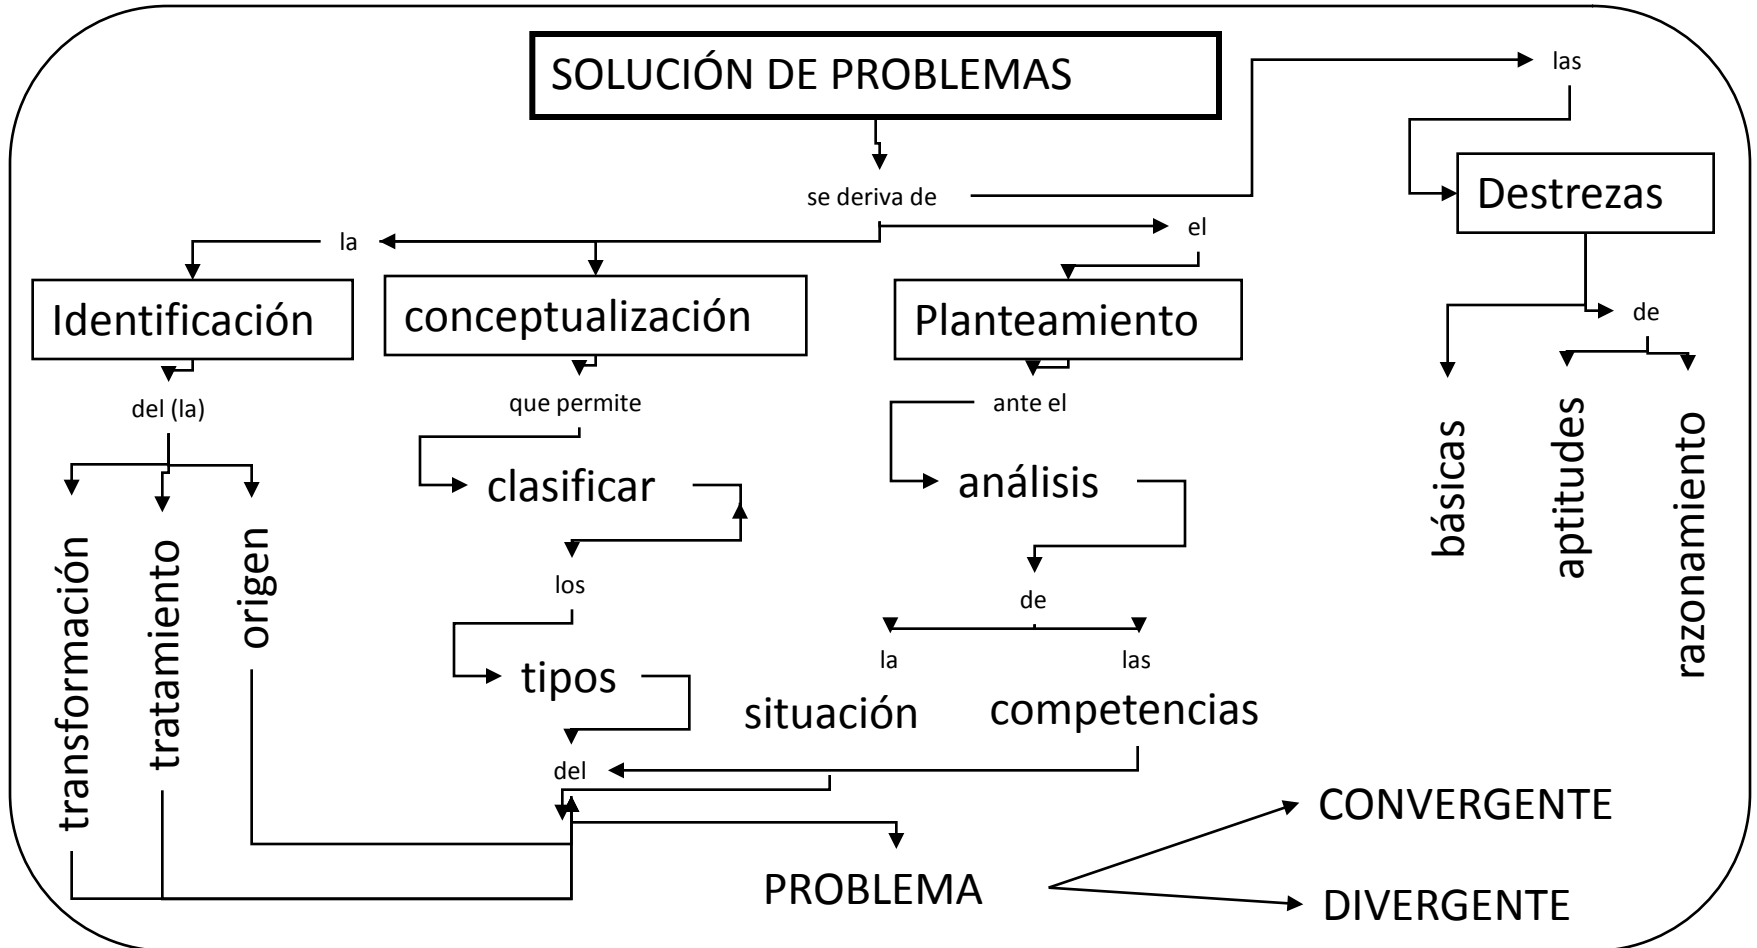 SOLUCIÓN DE PROBLEMAS
las
Destrezas
se deriva de
el
la
Identificación
conceptualización
Planteamiento
de
del (la)
que permite
ante el
básicas
aptitudes
razonamiento
clasificar
análisis
transformación
tratamiento
origen
los
de
la
las
tipos
situación
competencias
del
CONVERGENTE
PROBLEMA
DIVERGENTE